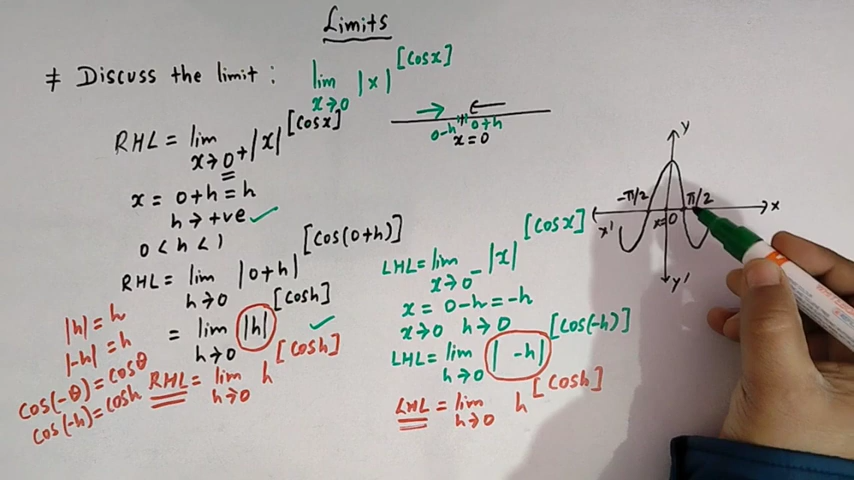 Limits
# Discuss the limit : lim x→0 |x|^[cosx]
0-h 0+h
x=0
RHL = lim x→0+ |x|^[cosx]
x = 0+h = h
h → +ve ✓
0 < h < 1
RHL = lim h→0 |0+h|^[cos(0+h)]
= lim h→0 |h|^[cosh] ✓
RHL = lim h→0 h^[cosh]
|h| = h
|-h| = h
cos(-θ) = cosθ
cos(-h) = cosh
LHL = lim x→0- |x|^[cosx]
x = 0-h = -h
x→0 h→0
LHL = lim h→0 | -h|^[cos(-h)]
LHL = lim h→0 h^[cosh]
y
-π/2 π/2
x' x=0 x
y'